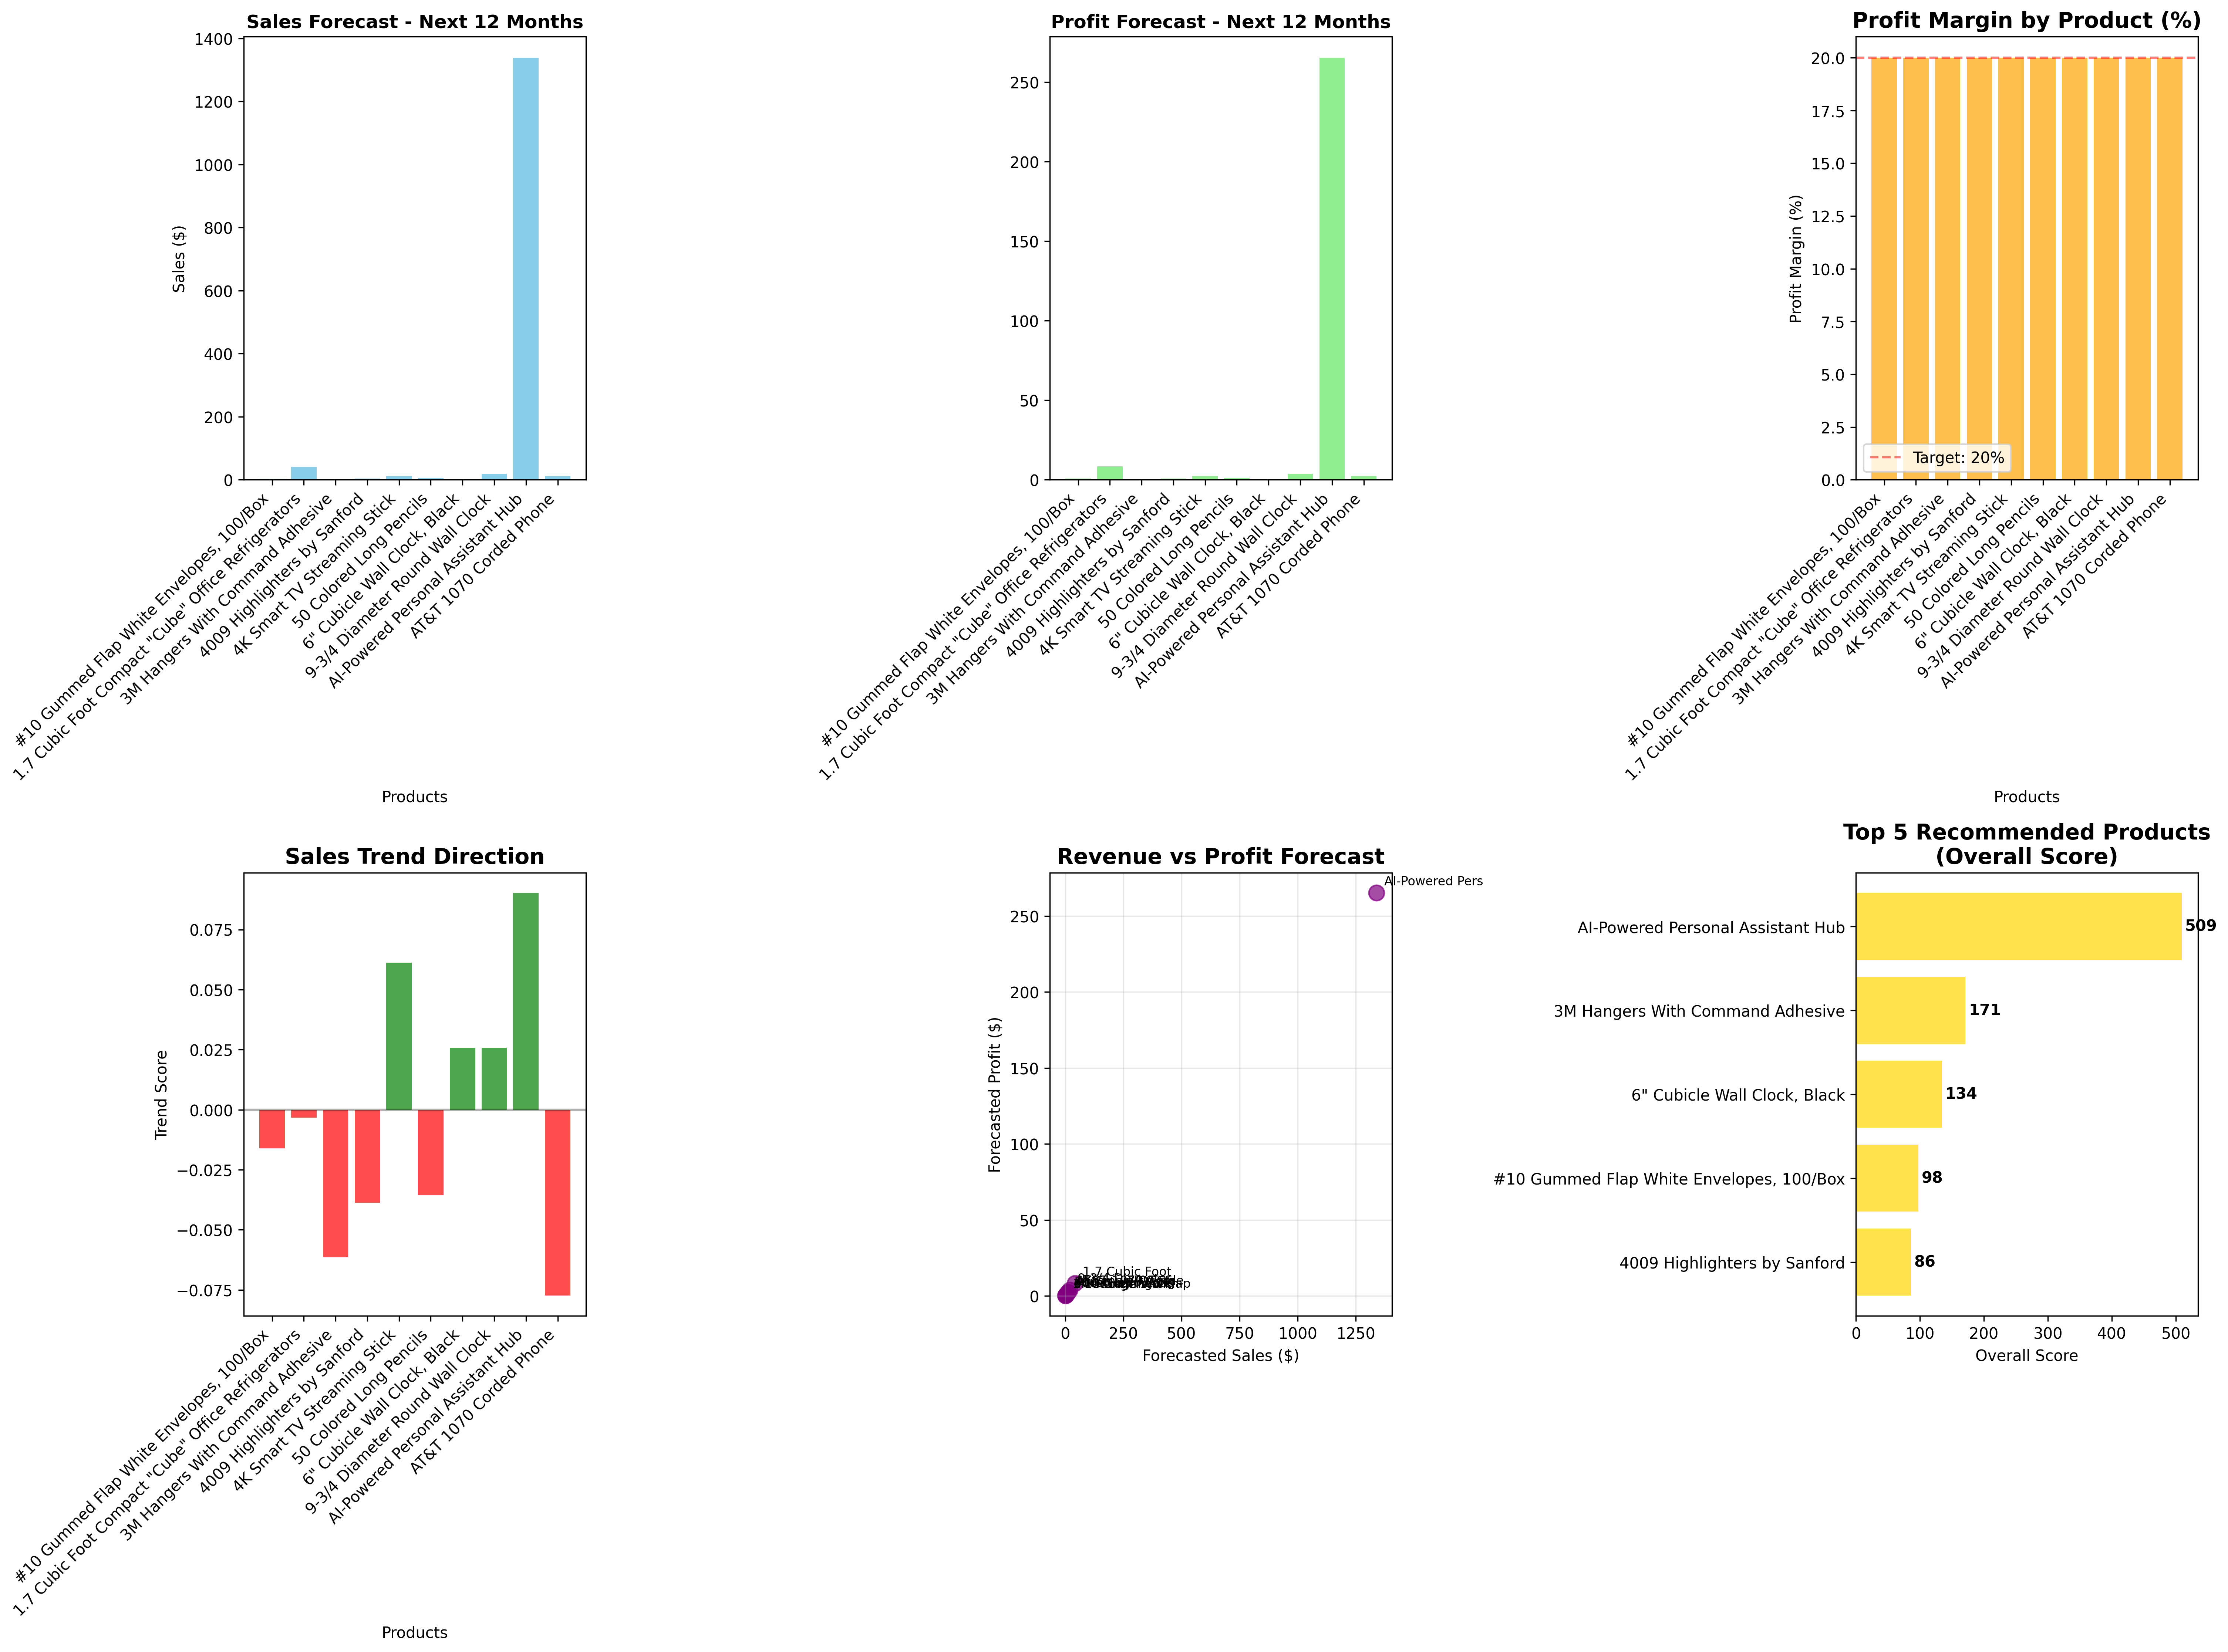 Sales Forecast - Next 12 Months
1400
1200
1000
800
600
400
200
0
Sales ($)
#10 Gummed Flap White Envelopes, 100/Box
1.7 Cubic Foot Compact "Cube" Office Refrigerators
3M Hangers With Command Adhesive
4009 Highlighters by Sanford
4K Smart TV Streaming Stick
50 Colored Long Pencils
6" Cubicle Wall Clock, Black
9-3/4 Diameter Round Wall Clock
AI-Powered Personal Assistant Hub
AT&T 1070 Corded Phone
Products
Profit Forecast - Next 12 Months
250
200
150
100
50
0
#10 Gummed Flap White Envelopes, 100/Box
1.7 Cubic Foot Compact "Cube" Office Refrigerators
3M Hangers With Command Adhesive
4009 Highlighters by Sanford
4K Smart TV Streaming Stick
50 Colored Long Pencils
6" Cubicle Wall Clock, Black
9-3/4 Diameter Round Wall Clock
AI-Powered Personal Assistant Hub
AT&T 1070 Corded Phone
Profit Margin by Product (%)
20.0
17.5
15.0
12.5
10.0
7.5
5.0
2.5
0.0
Profit Margin (%)
Target: 20%
#10 Gummed Flap White Envelopes, 100/Box
1.7 Cubic Foot Compact "Cube" Office Refrigerators
3M Hangers With Command Adhesive
4009 Highlighters by Sanford
4K Smart TV Streaming Stick
50 Colored Long Pencils
6" Cubicle Wall Clock, Black
9-3/4 Diameter Round Wall Clock
AI-Powered Personal Assistant Hub
AT&T 1070 Corded Phone
Products
Sales Trend Direction
0.075
0.050
0.025
0.000
−0.025
−0.050
−0.075
Trend Score
#10 Gummed Flap White Envelopes, 100/Box
1.7 Cubic Foot Compact "Cube" Office Refrigerators
3M Hangers With Command Adhesive
4009 Highlighters by Sanford
4K Smart TV Streaming Stick
50 Colored Long Pencils
6" Cubicle Wall Clock, Black
9-3/4 Diameter Round Wall Clock
AI-Powered Personal Assistant Hub
AT&T 1070 Corded Phone
Products
Revenue vs Profit Forecast
AI-Powered Pers
250
200
150
100
50
0
Forecasted Profit ($)
1.7 Cubic Foot
0 250 500 750 1000 1250
Forecasted Sales ($)
Top 5 Recommended Products
(Overall Score)
AI-Powered Personal Assistant Hub 509
3M Hangers With Command Adhesive 171
6" Cubicle Wall Clock, Black 134
#10 Gummed Flap White Envelopes, 100/Box 98
4009 Highlighters by Sanford 86
0 100 200 300 400 500
Overall Score